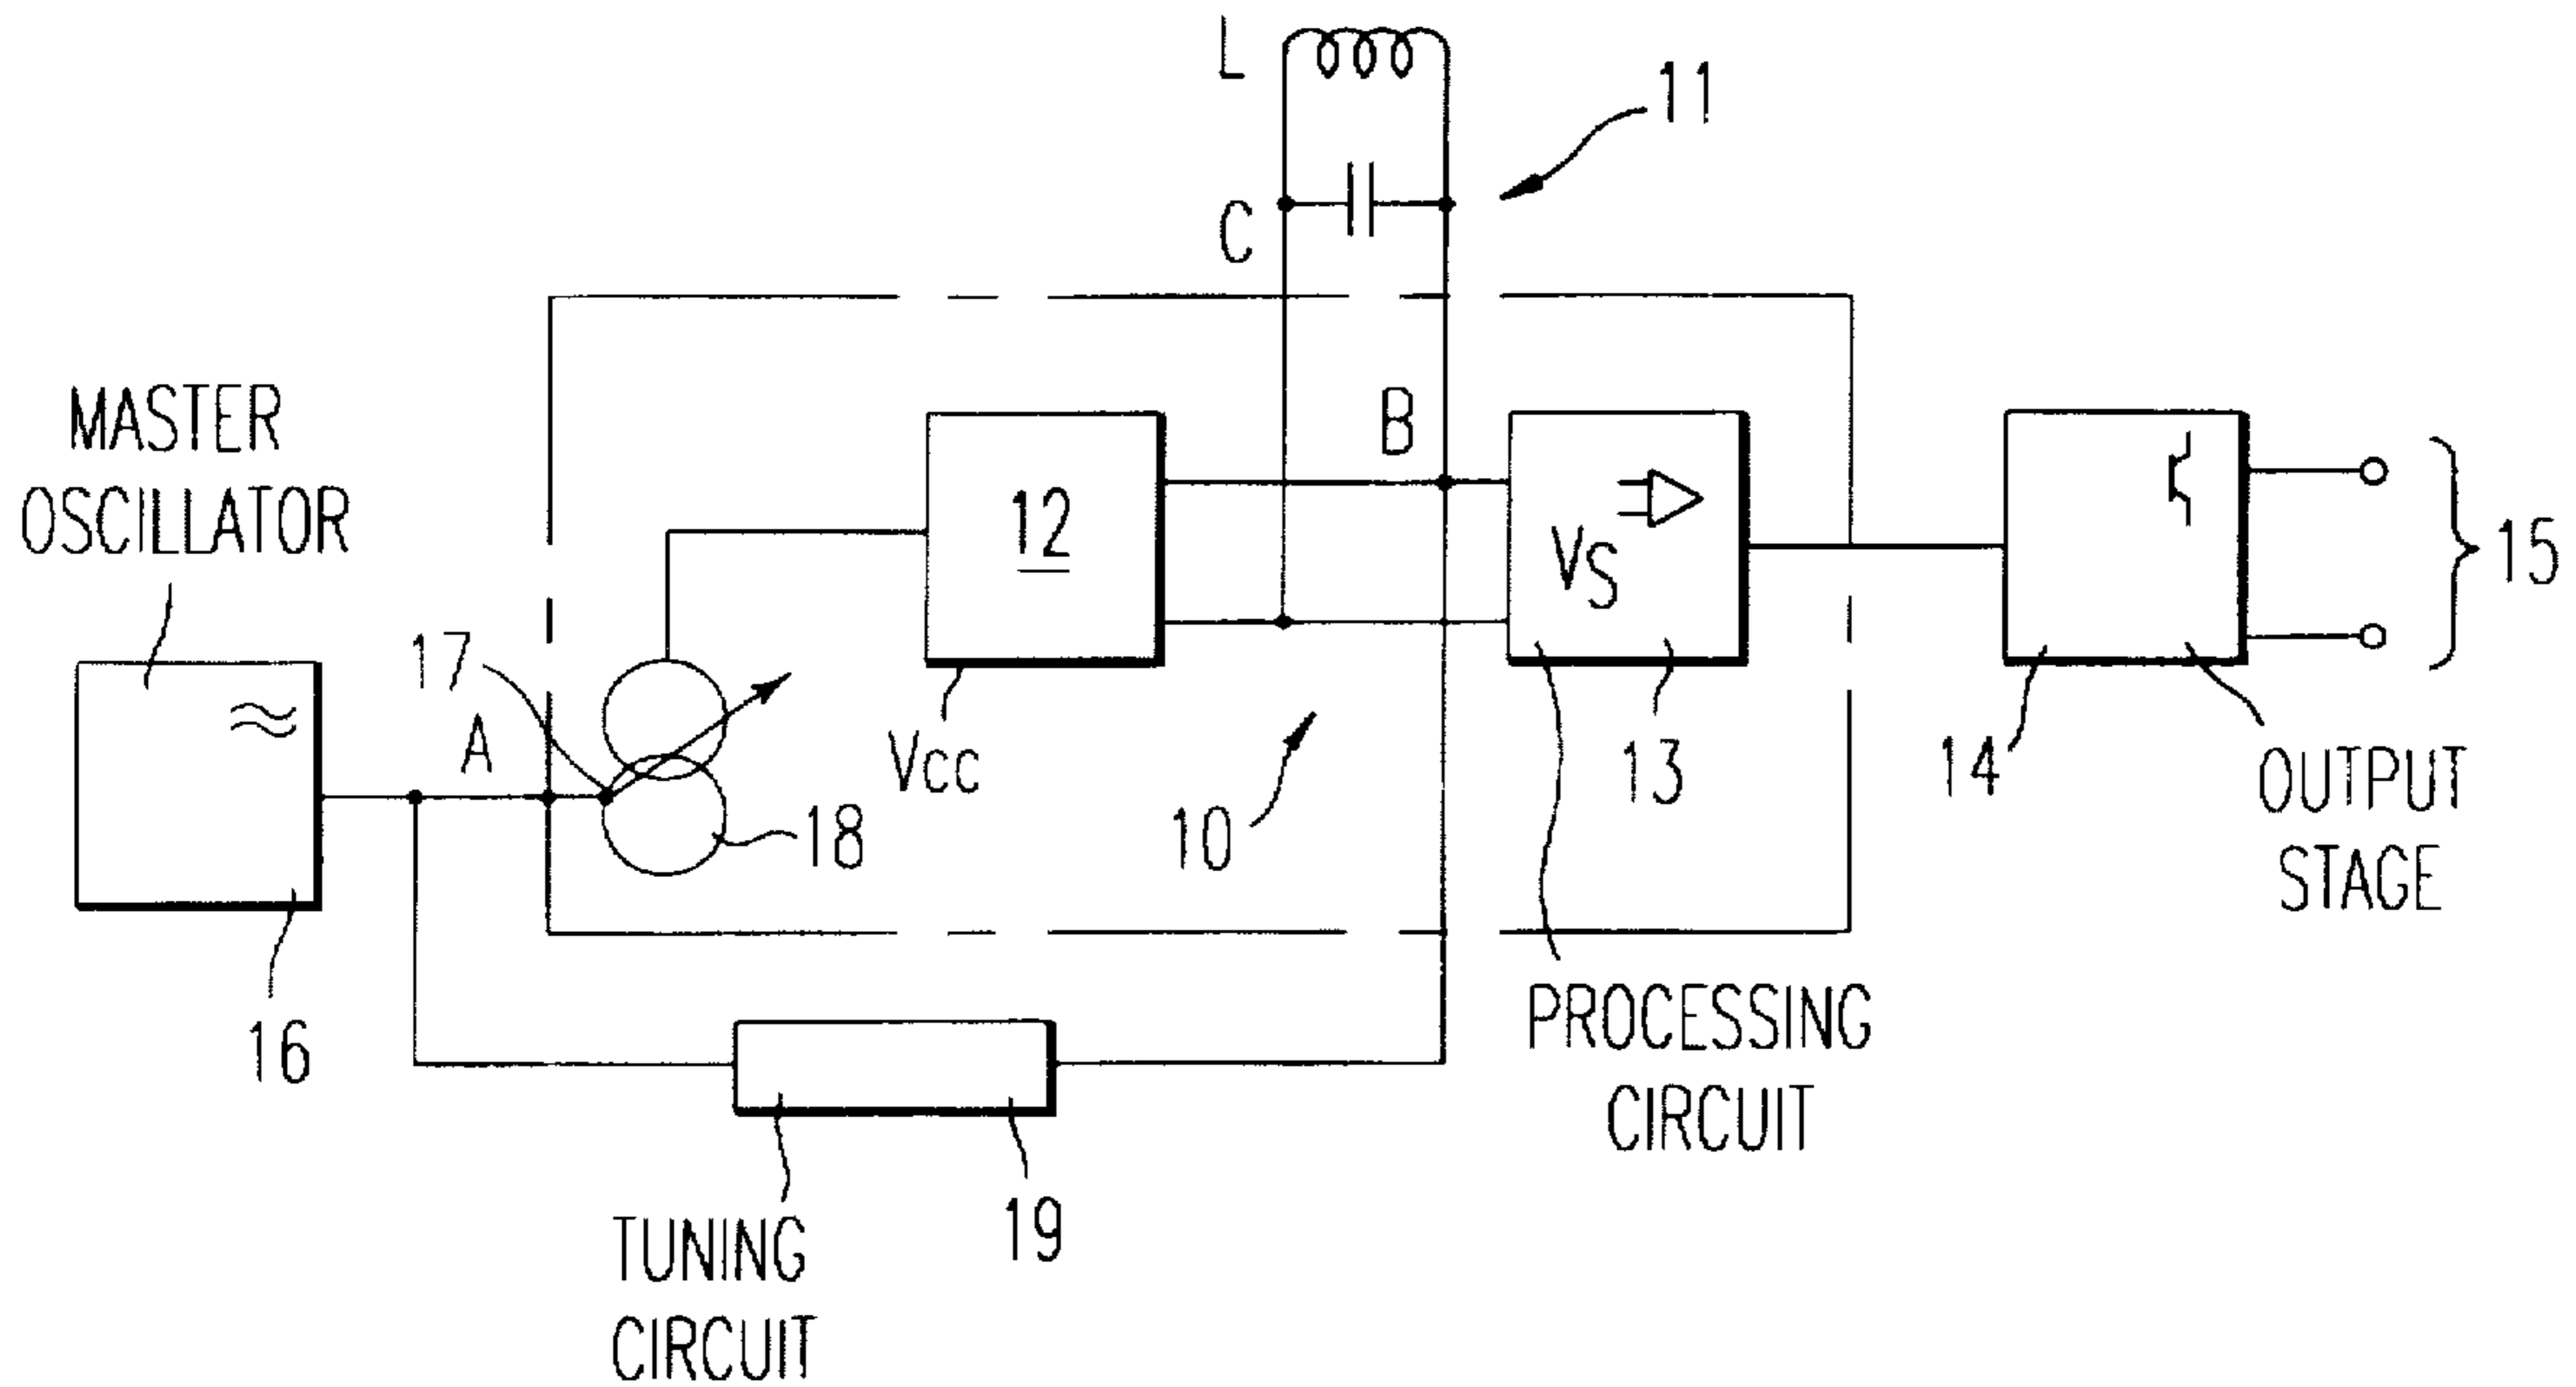 L
11
C
MASTER
OSCILLATOR
B
12
VS
15
17
A
Vcc
10
13
14
OUTPUT
STAGE
18
16
PROCESSING
CIRCUIT
19
TUNING
CIRCUIT